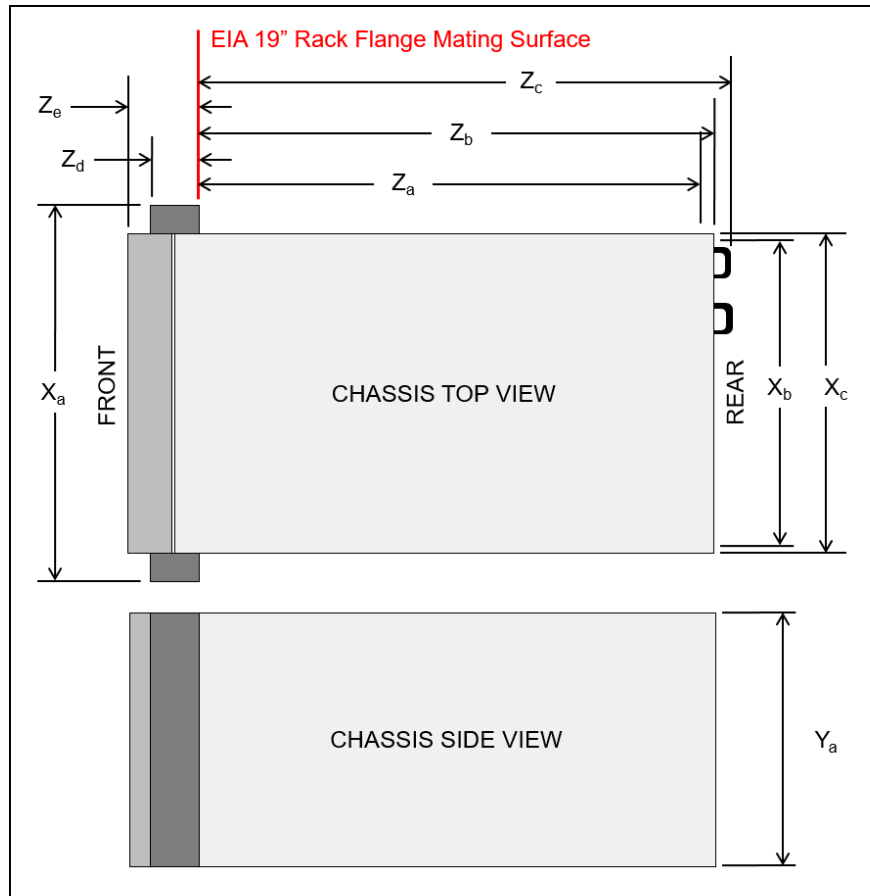 EIA 19” Rack Flange Mating Surface
Zc
Ze
Zb
Zd
Za
Xa
FRONT
CHASSIS TOP VIEW
REAR
Xb
Xc
CHASSIS SIDE VIEW
Ya